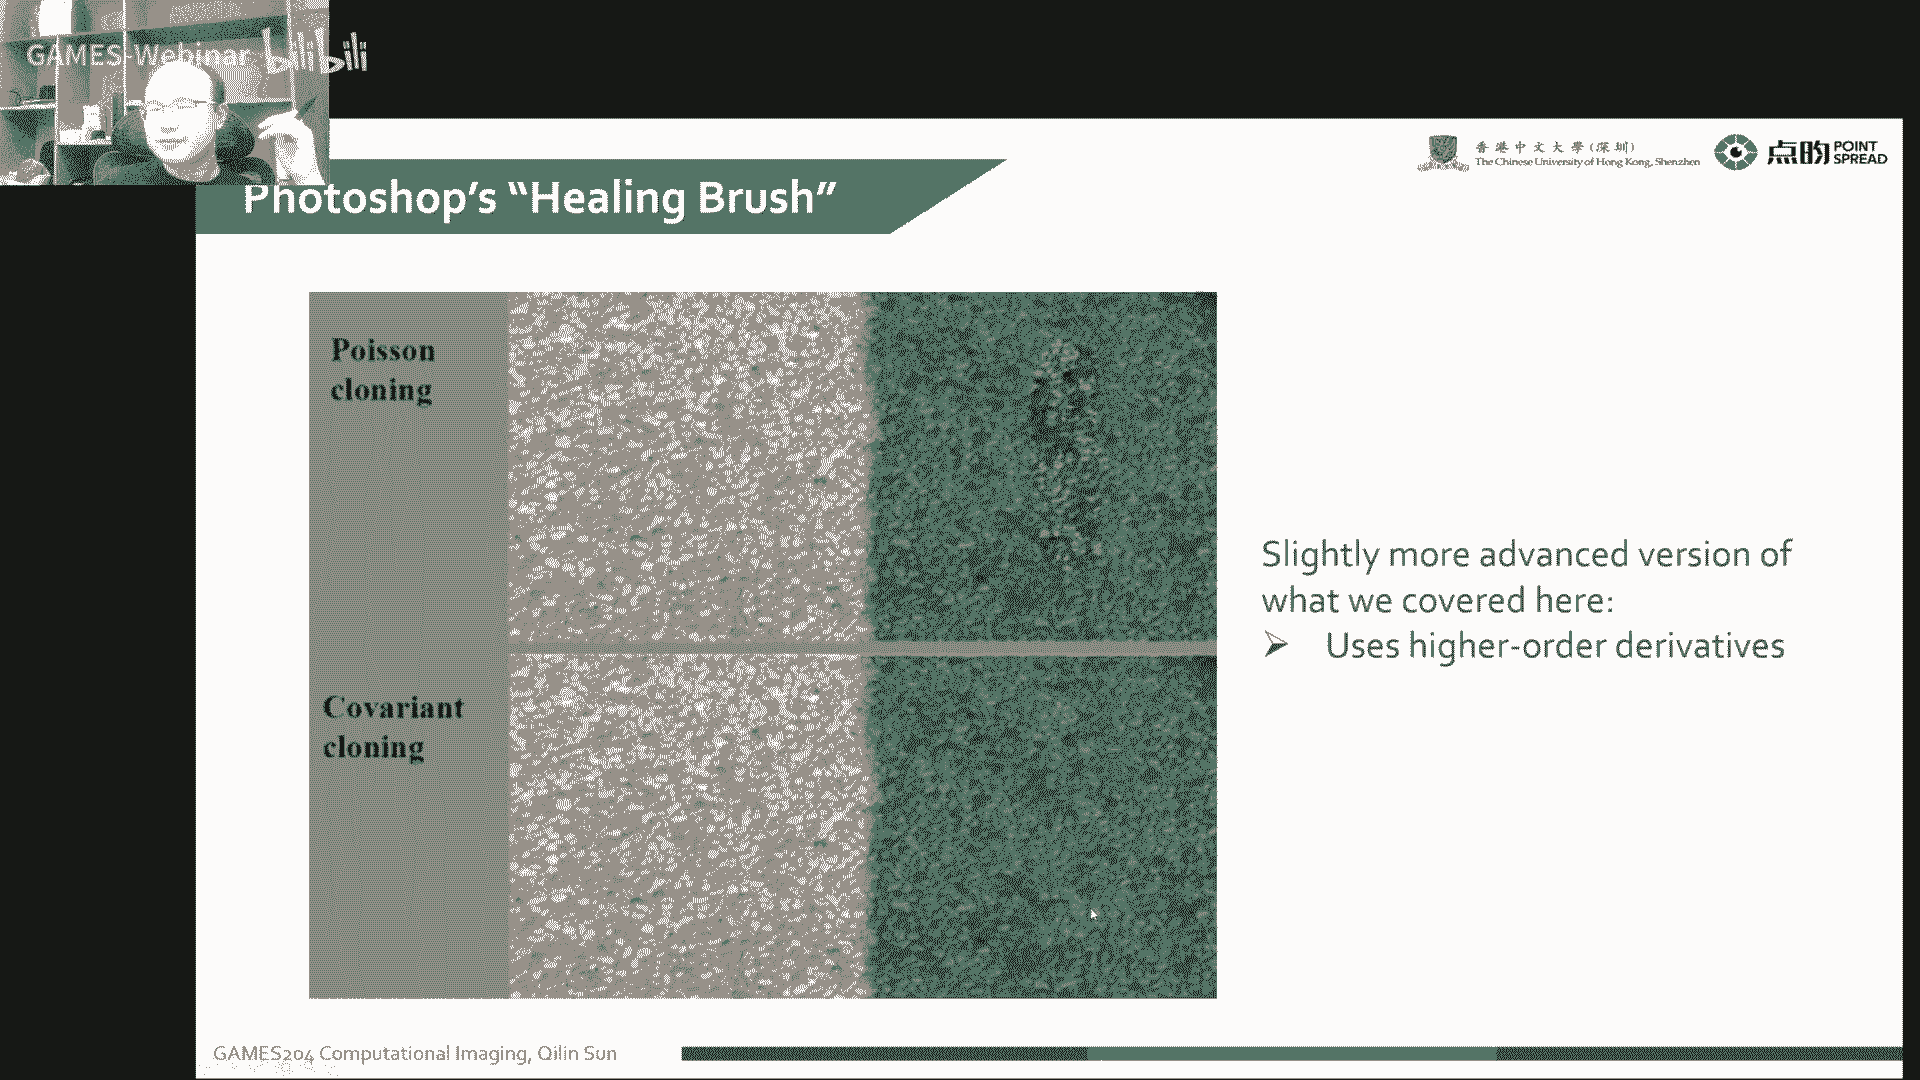 GAMES-Webinar bilibili
香港中文大學(深圳)
The Chinese University of Hong Kong, Shenzhen
点昀 POINT
SPREAD
Photoshop's “Healing Brush”
Poisson
cloning
Covariant
cloning
Slightly more advanced version of
what we covered here:
➢ Uses higher-order derivatives
GAMES204 Computational Imaging, Qilin Sun